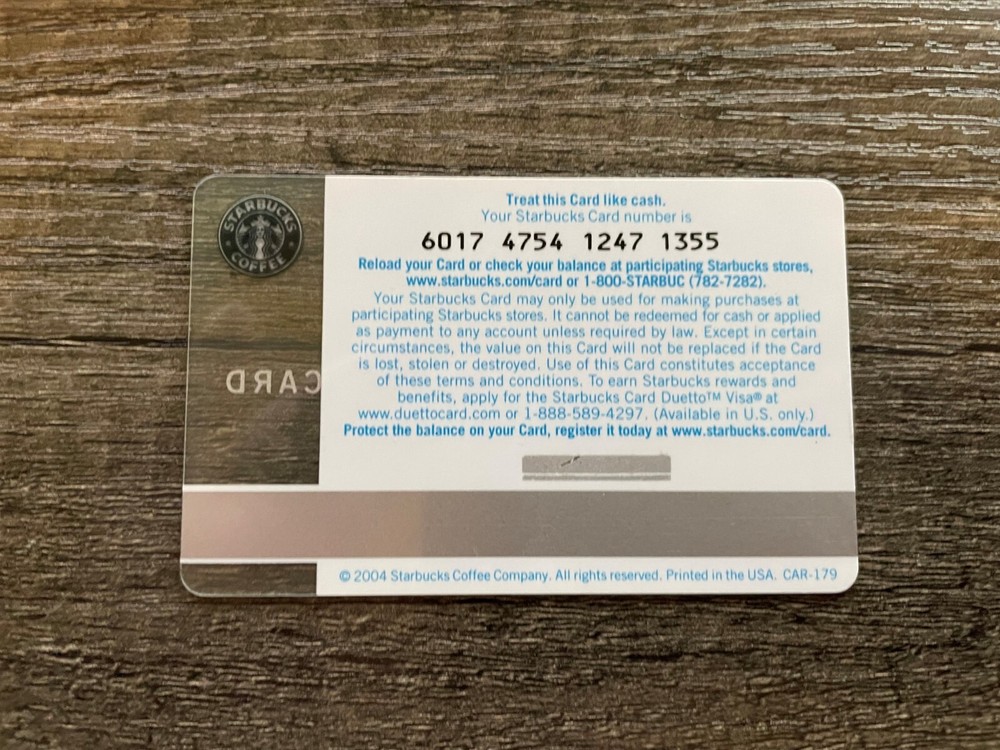 STARBUCKS
COFFEE
CARD
Treat this Card like cash.
Your Starbucks Card number is
6017 4754 1247 1355
Reload your Card or check your balance at participating Starbucks stores,
www.starbucks.com/card or 1-800-STARBUC (782-7282).
Your Starbucks Card may only be used for making purchases at
participating Starbucks stores. It cannot be redeemed for cash or applied
as payment to any account unless required by law. Except in certain
circumstances, the value on this Card will not be replaced if the Card
is lost, stolen or destroyed. Use of this Card constitutes acceptance
of these terms and conditions. To earn Starbucks rewards and
benefits, apply for the Starbucks Card Duetto™ Visa® at
www.duettocard.com or 1-888-589-4297. (Available in U.S. only.)
Protect the balance on your Card, register it today at www.starbucks.com/card.
© 2004 Starbucks Coffee Company. All rights reserved. Printed in the USA. CAR-179